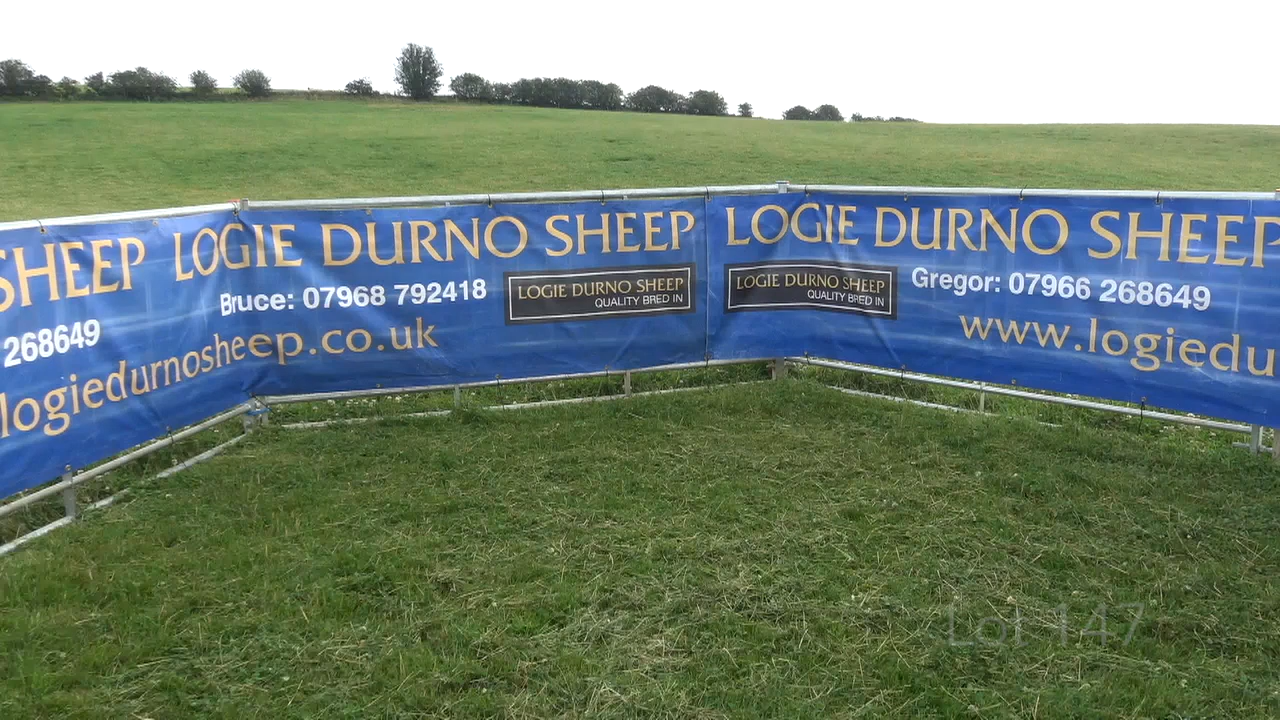 SHEEP
268649
logiedurnosheep.co.uk
LOGIE DURNO SHEEP
Bruce: 07968 792418
LOGIE DURNO SHEEP
QUALITY BRED IN
LOGIE DURNO SHEEP
LOGIE DURNO SHEEP
QUALITY BRED IN
Gregor: 07966 268649
www.logiedu
Lot 147